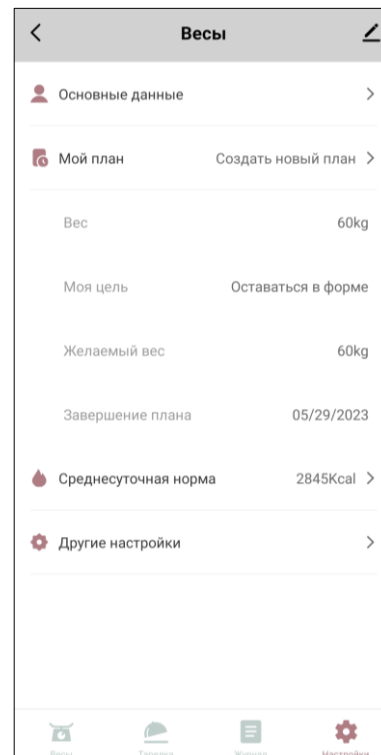 Весы
Основные данные
Мой план Создать новый план
Вес 60kg
Моя цель Оставаться в форме
Желаемый вес 60kg
Завершение плана 05/29/2023
Среднесуточная норма 2845Kcal
Другие настройки
Весы Тарелка Журнал Настройки